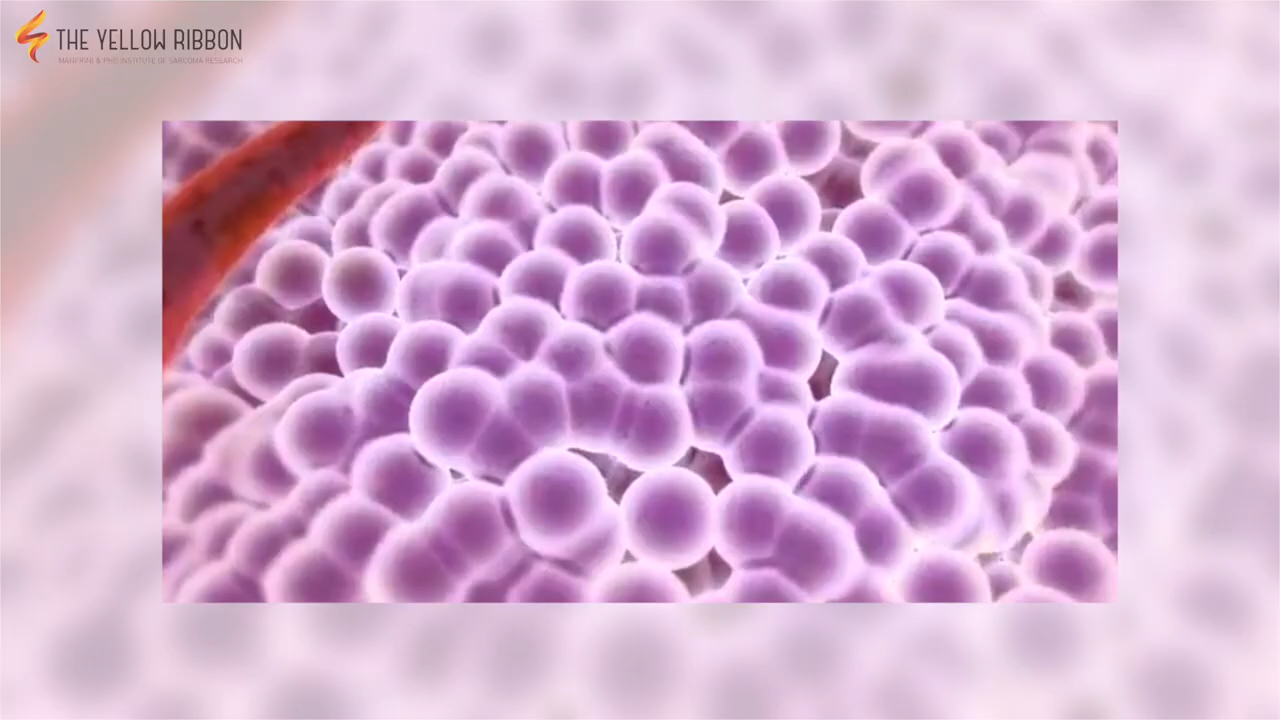 THE YELLOW RIBBON
MANFRINI & PHD INSTITUTE OF SARCOMA RESEARCH